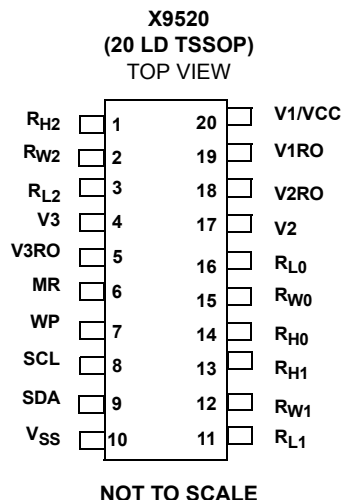 X9520
(20 LD TSSOP)
TOP VIEW
RH2 1 20 V1/VCC
RW2 2 19 V1RO
RL2 3 18 V2RO
V3 4 17 V2
V3RO 5 16 RL0
MR 6 15 RW0
WP 7 14 RH0
SCL 8 13 RH1
SDA 9 12 RW1
VSS 10 11 RL1
NOT TO SCALE